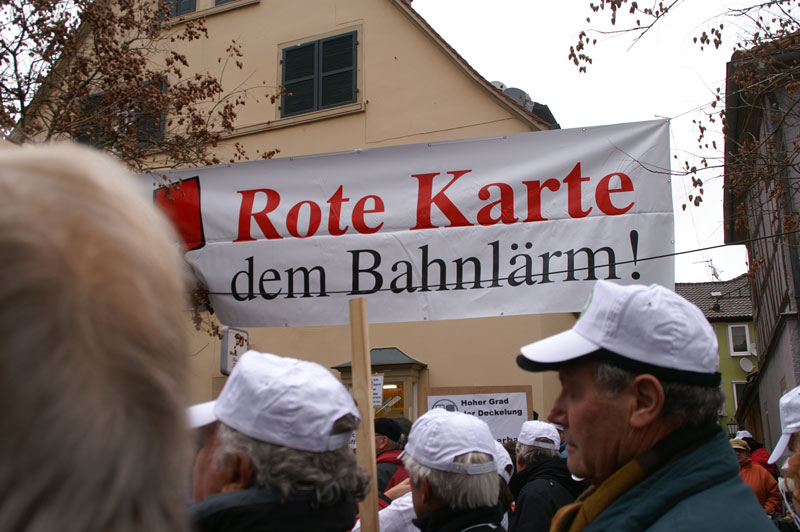 Rote Karte
dem Bahnlärm!
Hoher Grad
der Deckelung